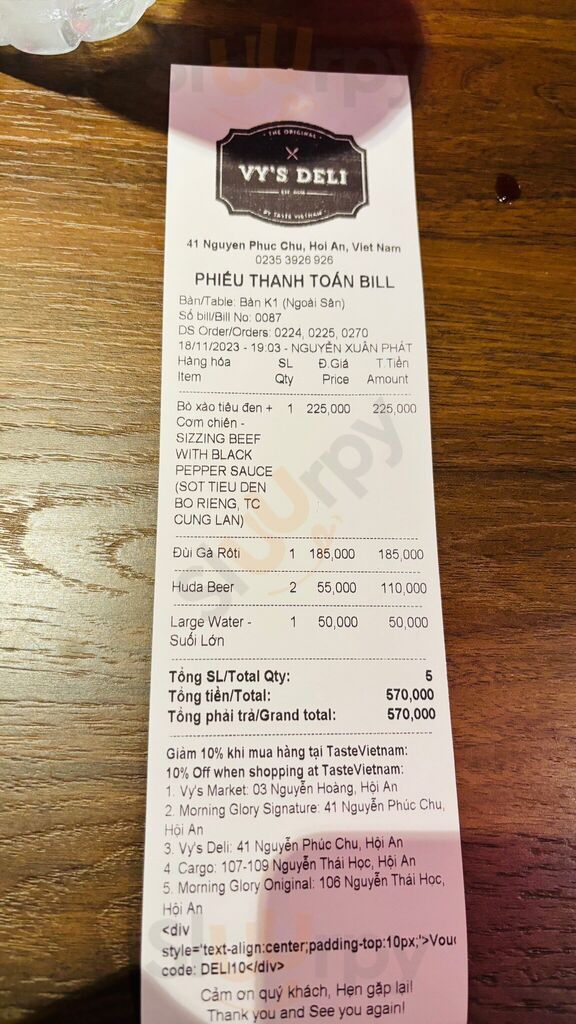 THE ORIGINAL
VY'S DELI
BY TASTE VIETNAM
41 Nguyen Phuc Chu, Hoi An, Viet Nam
0235 3926 926
PHIẾU THANH TOÁN BILL
Bàn/Table: Bàn K1 (Ngoài Sân)
Số bill/Bill No: 0087
DS Order/Orders: 0224, 0225, 0270
18/11/2023 - 19:03 - NGUYỄN XUÂN PHÁT
Hàng hóa SL Đ.Giá T.Tiền
Item Qty Price Amount
Bò xào tiêu đen + 1 225,000 225,000
Cơm chiên -
SIZZING BEEF
WITH BLACK
PEPPER SAUCE
(SOT TIEU DEN
BO RIENG, TC
CUNG LAN)
Đùi Gà Rôti 1 185,000 185,000
Huda Beer 2 55,000 110,000
Large Water - 1 50,000 50,000
Suối Lớn
Tổng SL/Total Qty: 5
Tổng tiền/Total: 570,000
Tổng phải trả/Grand total: 570,000
Giảm 10% khi mua hàng tại TasteVietnam:
10% Off when shopping at TasteVietnam:
1. Vy's Market: 03 Nguyễn Hoàng, Hội An
2. Morning Glory Signature: 41 Nguyễn Phúc Chu,
Hội An
3. Vy's Deli: 41 Nguyễn Phúc Chu, Hội An
4. Cargo: 107-109 Nguyễn Thái Học, Hội An
5. Morning Glory Original: 106 Nguyễn Thái Học,
Hội An
<div
style='text-align:center;padding-top:10px;'>Vou
code: DELI10</div>
Cảm ơn quý khách, Hẹn gặp lại!
Thank you and See you again!
sluurpy